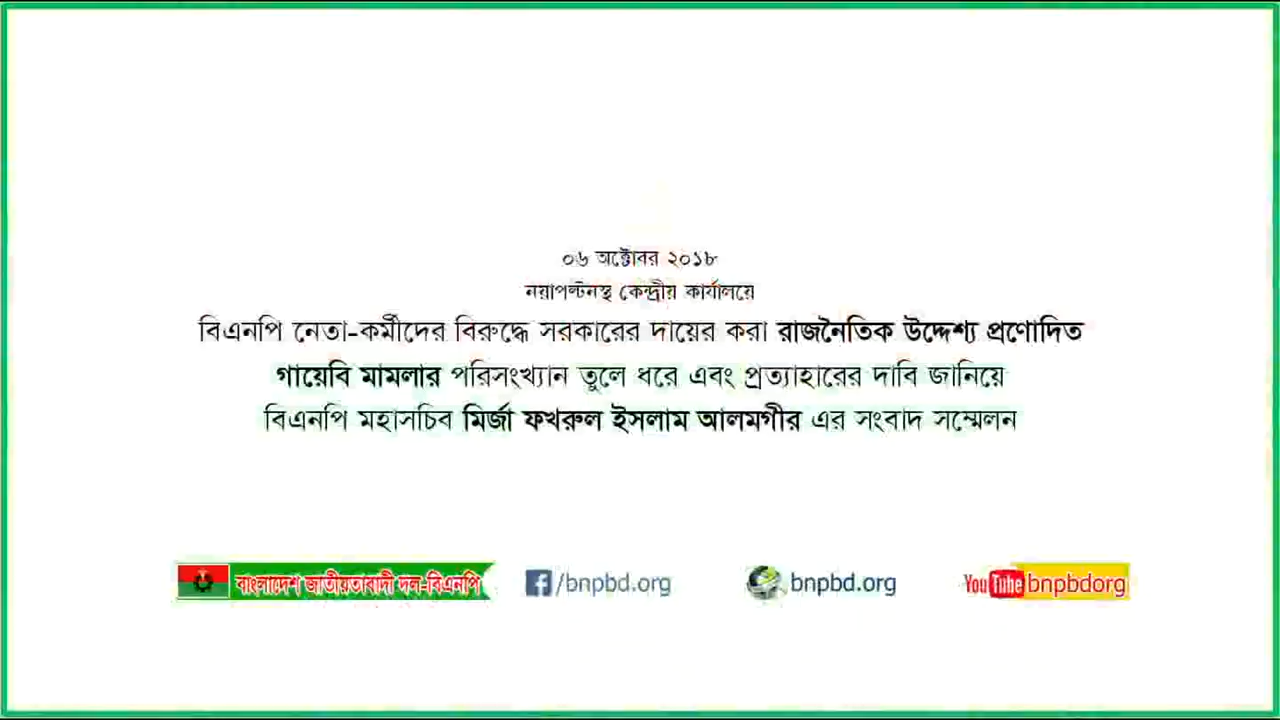 ০৬ অক্টোবর ২০১৮
নয়াপল্টনস্থ কেন্দ্রীয় কার্যালয়ে
বিএনপি নেতা-কর্মীদের বিরুদ্ধে সরকারের দায়ের করা রাজনৈতিক উদ্দেশ্য প্রণোদিত
গায়েবি মামলার পরিসংখ্যান তুলে ধরে এবং প্রত্যাহারের দাবি জানিয়ে
বিএনপি মহাসচিব মির্জা ফখরুল ইসলাম আলমগীর এর সংবাদ সম্মেলন
বাংলাদেশ জাতীয়তাবাদী দল-বিএনপি f/bnpbd.org bnpbd.org YouTube bnpbdorg